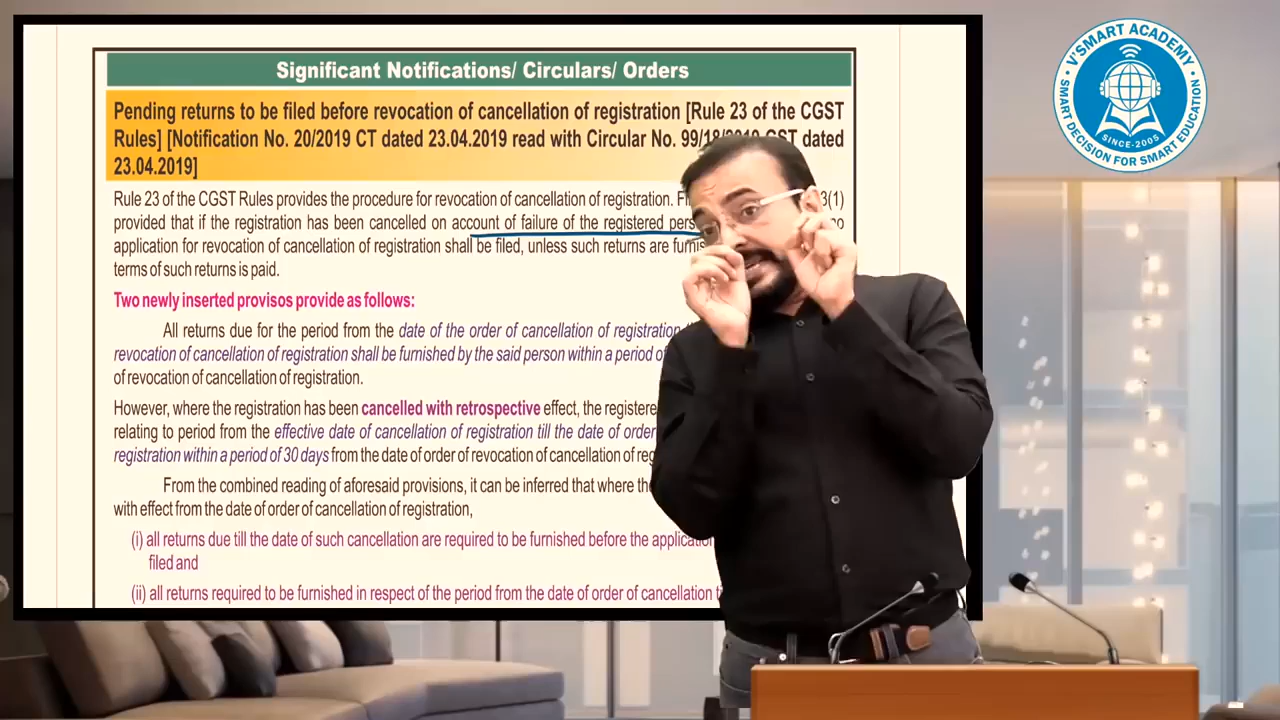 Significant Notifications/ Circulars/ Orders
Pending returns to be filed before revocation of cancellation of registration [Rule 23 of the CGST
Rules] [Notification No. 20/2019 CT dated 23.04.2019 read with Circular No. 99/18/2019 GST dated
23.04.2019]
Rule 23 of the CGST Rules provides the procedure for revocation of cancellation of registration. 3(1)
provided that if the registration has been cancelled on account of failure of the registered no
application for revocation of cancellation of registration shall be filed, unless such returns are
terms of such returns is paid.
Two newly inserted provisos provide as follows:
All returns due for the period from the date of the order of cancellation of registration
revocation of cancellation of registration shall be furnished by the said person within a period of
of revocation of cancellation of registration.
However, where the registration has been cancelled with retrospective effect, the
relating to period from the effective date of cancellation of registration till the date of order
registration within a period of 30 days from the date of order of revocation of cancellation of
From the combined reading of aforesaid provisions, it can be inferred that where the
with effect from the date of order of cancellation of registration,
(i) all returns due till the date of such cancellation are required to be furnished before the
filed and
(ii) all returns required to be furnished in respect of the period from the date of order of cancellation
V'SMART ACADEMY
SINCE-2005
SMART DECISION FOR SMART EDUCATION